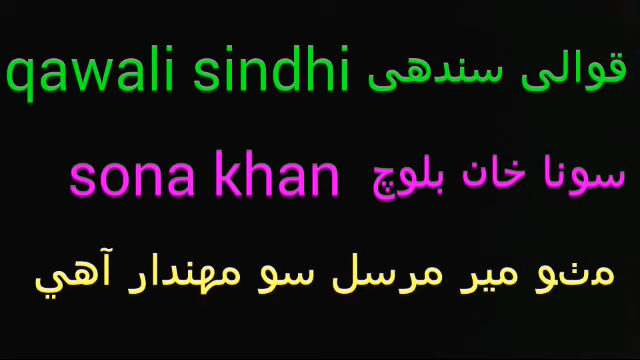 qawali sindhi قوالی سندھی
sona khan سونا خان بلوچ
مٺو مير مرسل سو مهندار آهي